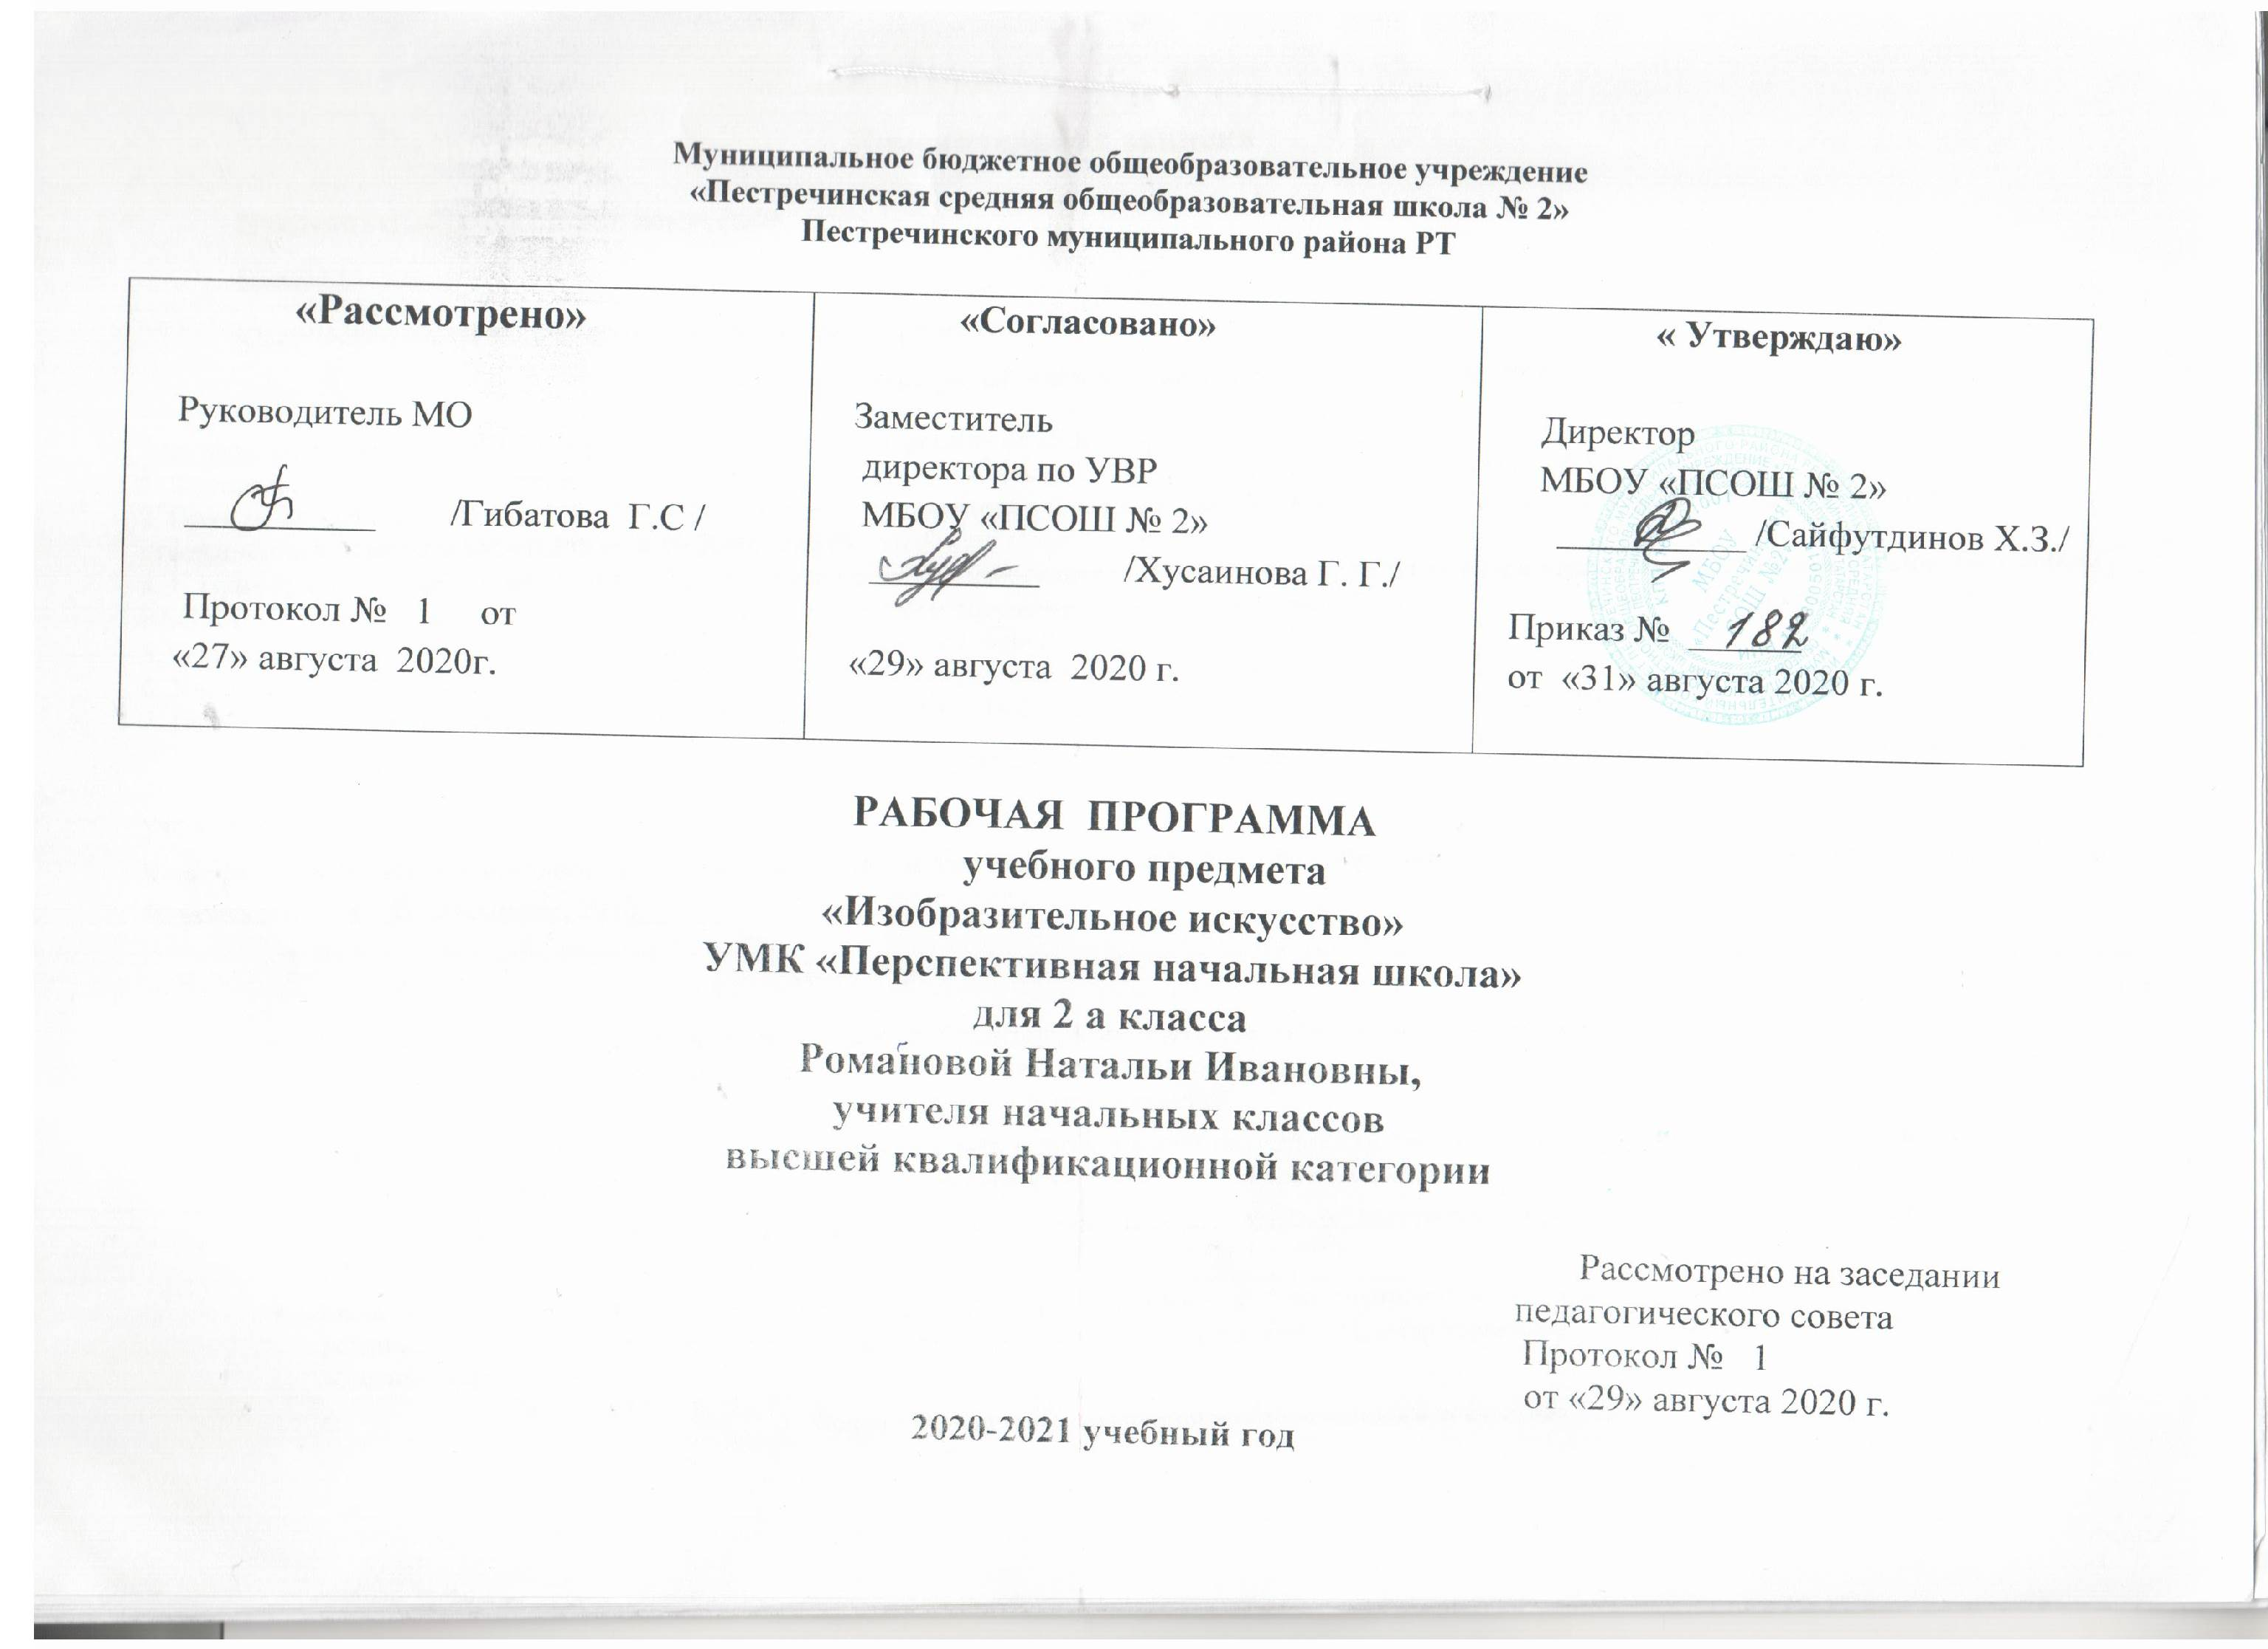 Муниципальное бюджетное общеобразовательное учреждение
«Пестречинская средняя общеобразовательная школа № 2»
Пестречинского муниципального района РТ
«Рассмотрено»
Руководитель МО
/Гибатова Г.С /
Протокол № 1 от
«27» августа 2020г.
«Согласовано»
Заместитель
директора по УВР
МБОУ «ПСОШ № 2»
/Хусаинова Г. Г./
«29» августа 2020 г.
« Утверждаю»
Директор
МБОУ «ПСОШ № 2»
/Сайфутдинов Х.З./
Приказ № 182
от «31» августа 2020 г.
МБОУ
«Пестречин
СОШ №2»
РАБОЧАЯ ПРОГРАММА
учебного предмета
«Изобразительное искусство»
УМК «Перспективная начальная школа»
для 2 а класса
Романовой Натальи Ивановны,
учителя начальных классов
высшей квалификационной категории
Рассмотрено на заседании
педагогического совета
Протокол № 1
от «29» августа 2020 г.
2020-2021 учебный год